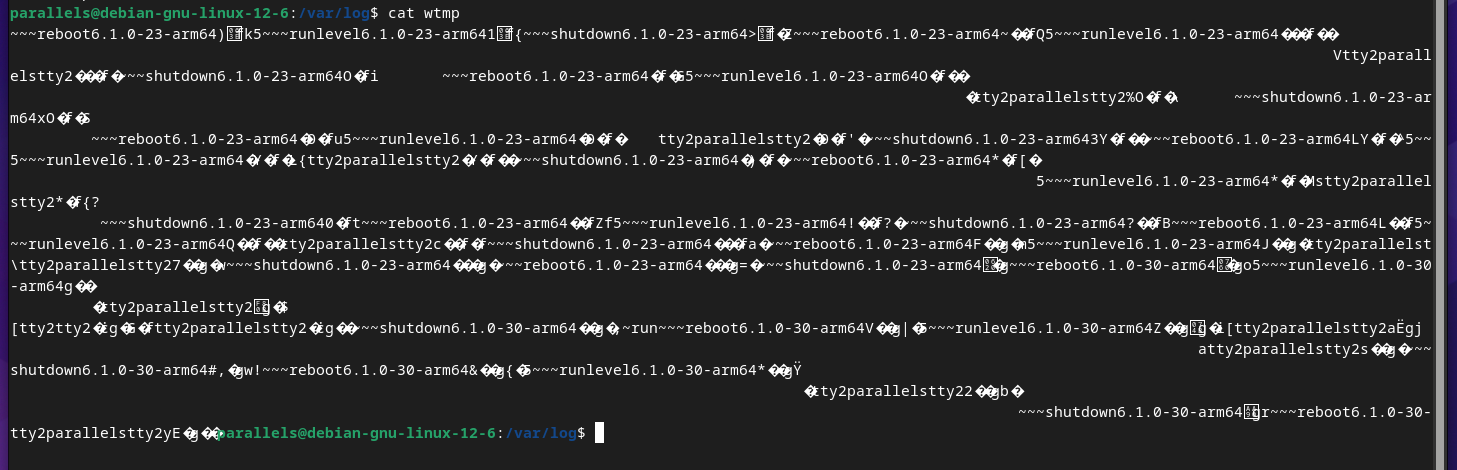 parallels@debian-gnu-linux-12-6:/var/log$ cat wtmp
~~~reboot6.1.0-23-arm64)�fk5~~~runlevel6.1.0-23-arm641�f{~~~shutdown6.1.0-23-arm64>�f�Z~~~reboot6.1.0-23-arm64~��fQ5~~~runlevel6.1.0-23-arm64���f��
Vtty2parall
elstty2���f�~~~shutdown6.1.0-23-arm64O�fi ~~~reboot6.1.0-23-arm64�f�S5~~~runlevel6.1.0-23-arm64O�f��
�tty2parallelstty2%O�f�\ ~~~shutdown6.1.0-23-ar
m64xO�f�S
~~~reboot6.1.0-23-arm64�O�fu5~~~runlevel6.1.0-23-arm64�O�f� tty2parallelstty2�O�f'�~~~shutdown6.1.0-23-arm643Y�f��~~~reboot6.1.0-23-arm64LY�f�^5~~
5~~~runlevel6.1.0-23-arm64�Y�f�L{tty2parallelstty2�Y�f��~~~shutdown6.1.0-23-arm64�)�f�~~~reboot6.1.0-23-arm64*�f[�
5~~~runlevel6.1.0-23-arm64*�f�Mstty2parallel
stty2*�f{?
~~~shutdown6.1.0-23-arm640�ft~~~reboot6.1.0-23-arm64��fZf5~~~runlevel6.1.0-23-arm64!��f?�~~~shutdown6.1.0-23-arm64?��fB~~~reboot6.1.0-23-arm64L��f5~
~~runlevel6.1.0-23-arm64Q��f��tty2parallelstty2c��f�f~~~shutdown6.1.0-23-arm64���fa�~~~reboot6.1.0-23-arm64F��g�m5~~~runlevel6.1.0-23-arm64J��g�tty2parallelst
\tty2parallelstty27��g�w~~~shutdown6.1.0-23-arm64���g�~~~reboot6.1.0-23-arm64���g=�~~~shutdown6.1.0-23-arm64�g~~~reboot6.1.0-30-arm64�go5~~~runlevel6.1.0-30
-arm64g��
�tty2parallelstty2g�S
[tty2tty2�ig�S�ftty2parallelstty2�ig��~~~shutdown6.1.0-30-arm64��g�,~run~~~reboot6.1.0-30-arm64V��g|�5~~~runlevel6.1.0-30-arm64Z��g�i[tty2parallelstty2aËgj
atty2parallelstty2s��g�~~~
shutdown6.1.0-30-arm64#,�gw!~~~reboot6.1.0-30-arm64&��g{�5~~~runlevel6.1.0-30-arm64*��gŸ
�tty2parallelstty22��gb�
~~~shutdown6.1.0-30-arm64gr~~~reboot6.1.0-30-
tty2parallelstty2yE�g��parallels@debian-gnu-linux-12-6:/var/log$